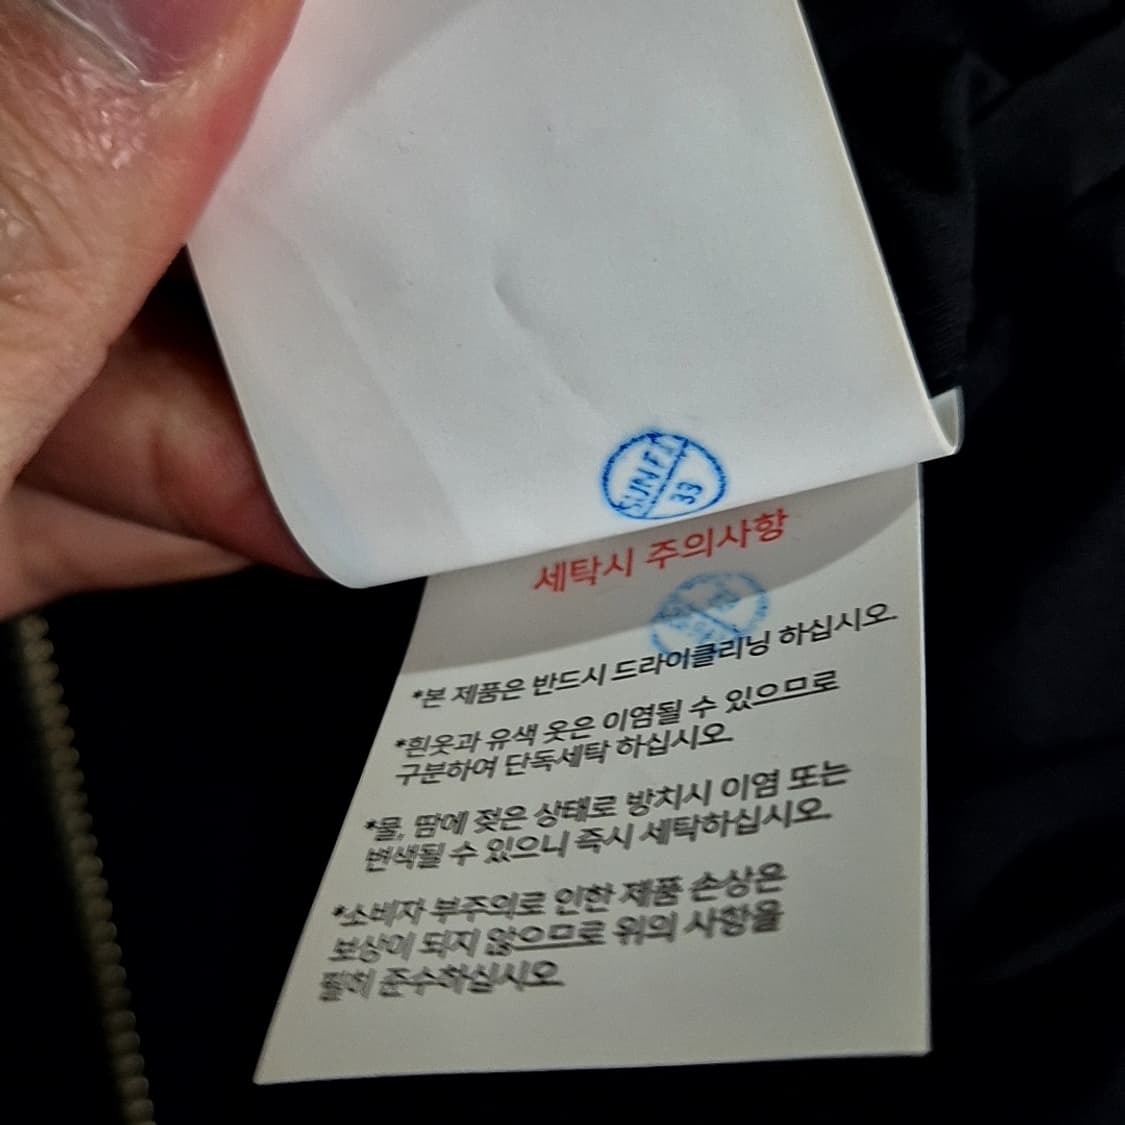 33
세탁시 주의사항
*본 제품은 반드시 드라이클리닝 하십시오.
*흰옷과 유색 옷은 이염될 수 있으므로
구분하여 단독세탁 하십시오.
*물, 땀에 젖은 상태로 방치시 이염 또는
변색될 수 있으니 즉시 세탁하십시오.
*소비자 부주의로 인한 제품 손상은
보상이 되지 않으므로 위의 사항을
필히 준수하십시오.